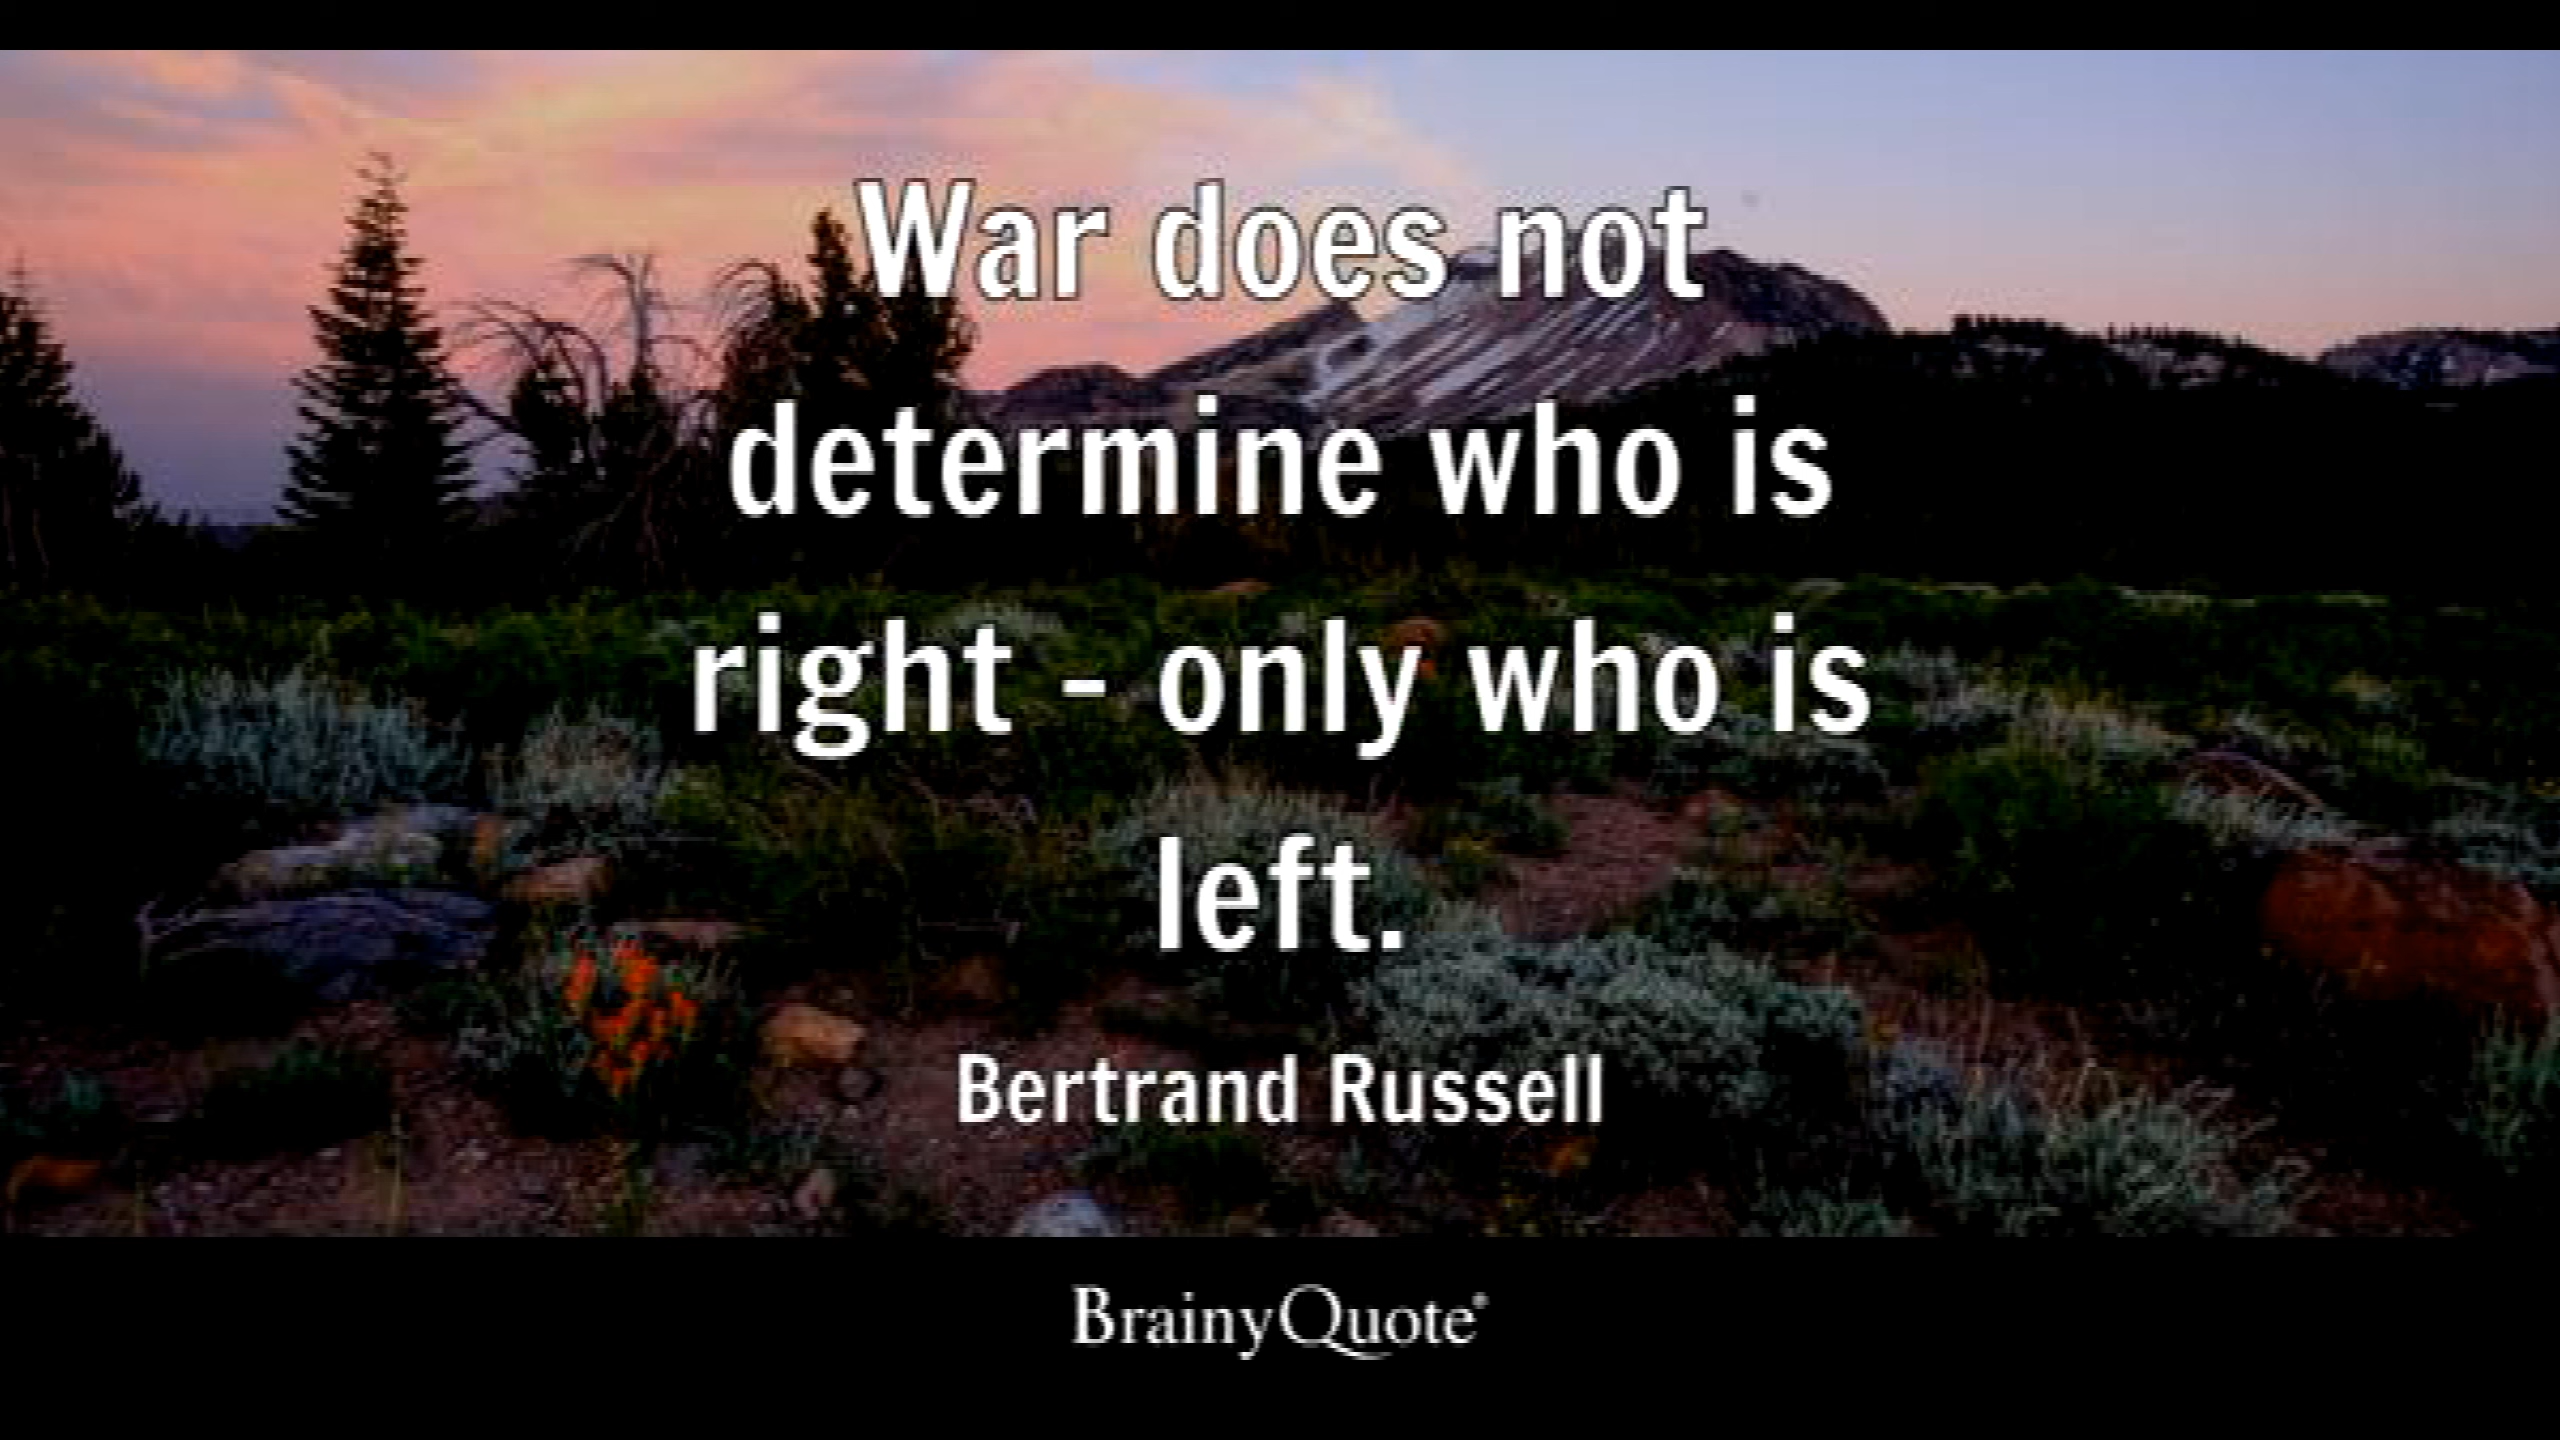 War does not
determine who is
right - only who is
left.
Bertrand Russell
BrainyQuote®